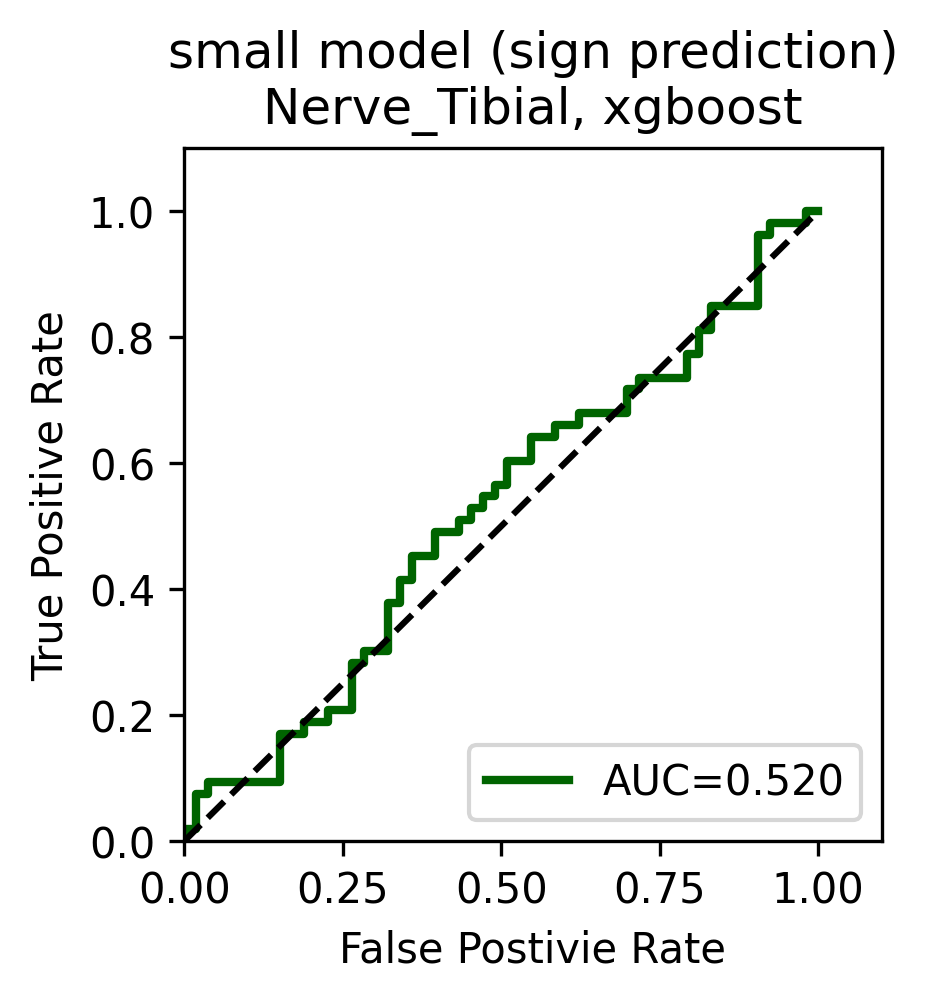 small model (sign prediction)
Nerve_Tibial, xgboost
True Positive Rate
1.0
0.8
0.6
0.4
0.2
0.0
AUC=0.520
0.00 0.25 0.50 0.75 1.00
False Postivie Rate